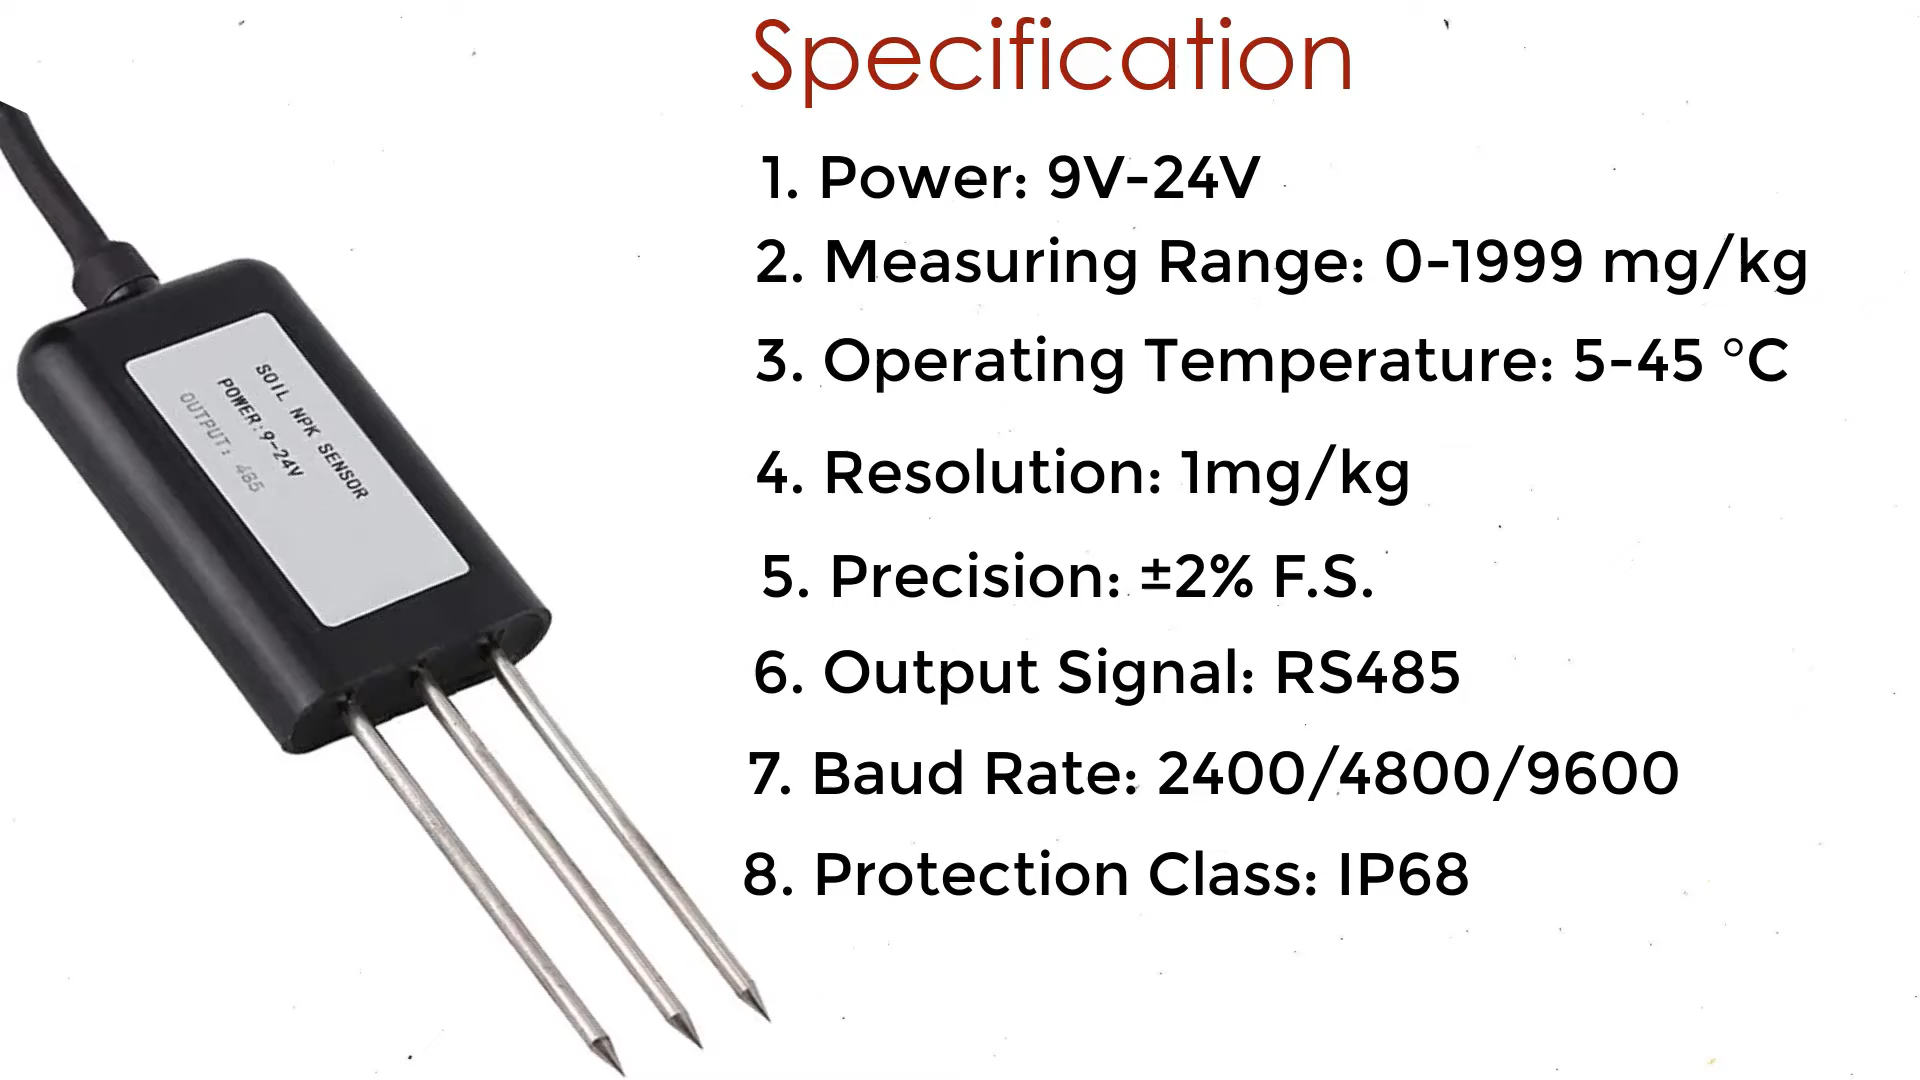 Specification
1. Power: 9V-24V
2. Measuring Range: 0-1999 mg/kg
3. Operating Temperature: 5-45 °C
4. Resolution: 1mg/kg
5. Precision: ±2% F.S.
6. Output Signal: RS485
7. Baud Rate: 2400/4800/9600
8. Protection Class: IP68
SOIL NPK SENSOR
POWER:9-24V
OUTPUT: 485